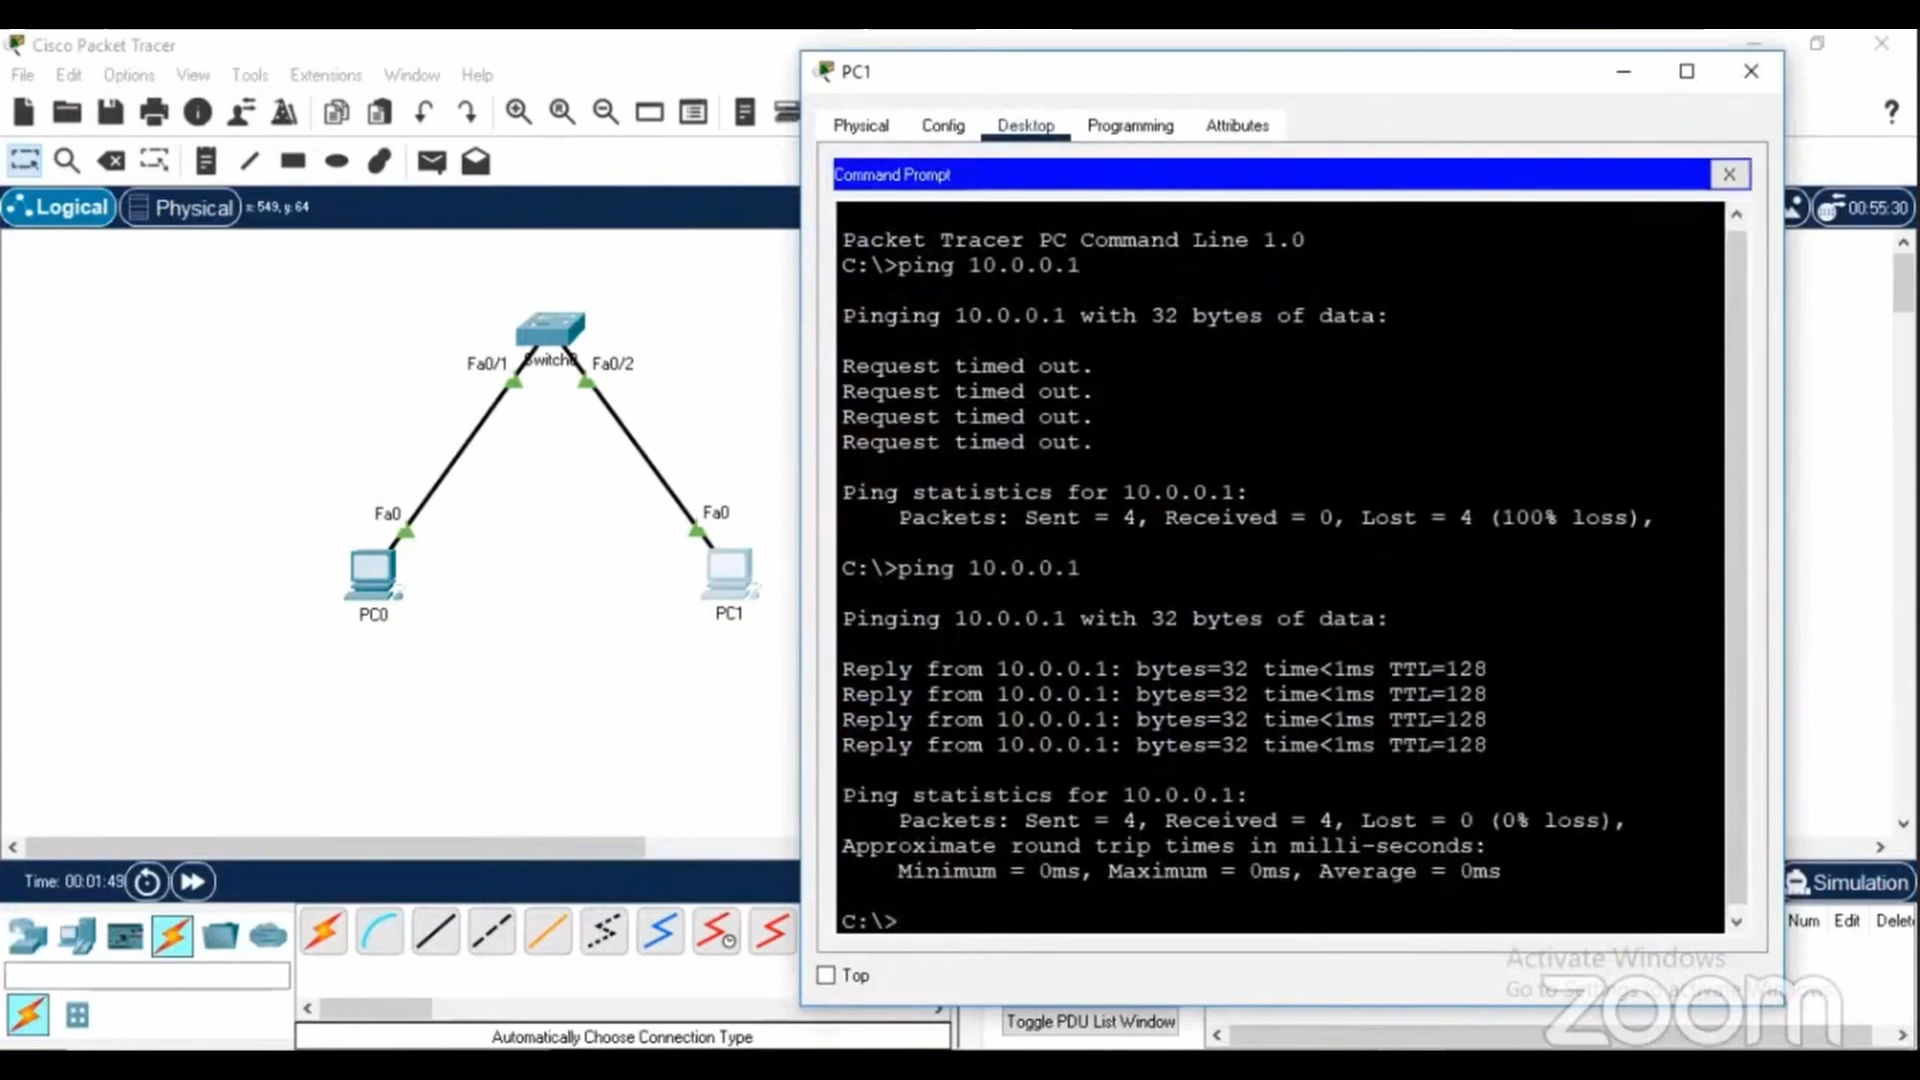 Cisco Packet Tracer
File Edit Options View Tools Extensions Window Help
?
Logical Physical x: 549, y: 64
00:55:30
Fa0/1 Fa0/2
Fa0 Fa0
PC0 PC1
PC1
Physical Config Desktop Programming Attributes
Command Prompt X
Packet Tracer PC Command Line 1.0
C:\>ping 10.0.0.1
Pinging 10.0.0.1 with 32 bytes of data:
Request timed out.
Request timed out.
Request timed out.
Request timed out.
Ping statistics for 10.0.0.1:
Packets: Sent = 4, Received = 0, Lost = 4 (100% loss),
C:\>ping 10.0.0.1
Pinging 10.0.0.1 with 32 bytes of data:
Reply from 10.0.0.1: bytes=32 time<1ms TTL=128
Reply from 10.0.0.1: bytes=32 time<1ms TTL=128
Reply from 10.0.0.1: bytes=32 time<1ms TTL=128
Reply from 10.0.0.1: bytes=32 time<1ms TTL=128
Ping statistics for 10.0.0.1:
Packets: Sent = 4, Received = 4, Lost = 0 (0% loss),
Approximate round trip times in milli-seconds:
Minimum = 0ms, Maximum = 0ms, Average = 0ms
C:\>
Top
Time: 00:01:49
Simulation
Num Edit
Automatically Choose Connection Type
Toggle PDU List Window
Activate Windows
Go to
zoom